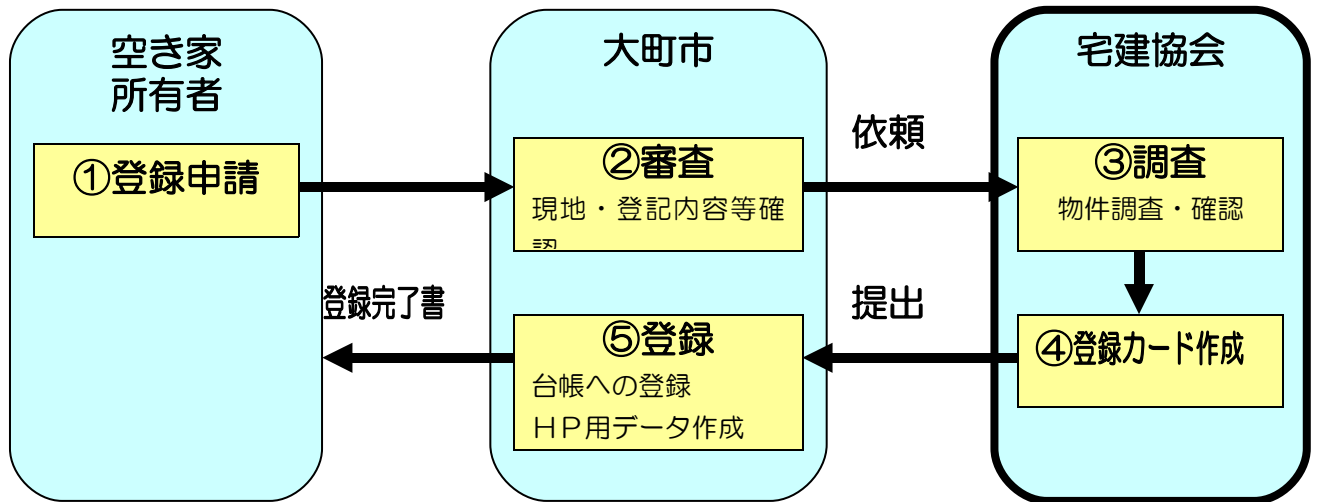 空き家
所有者
①登録申請
大町市
②審査
現地・登記内容等確
認
依頼
宅建協会
③調査
物件調査・確認
④登録カード作成
提出
⑤登録
台帳への登録
ＨＰ用データ作成
登録完了書